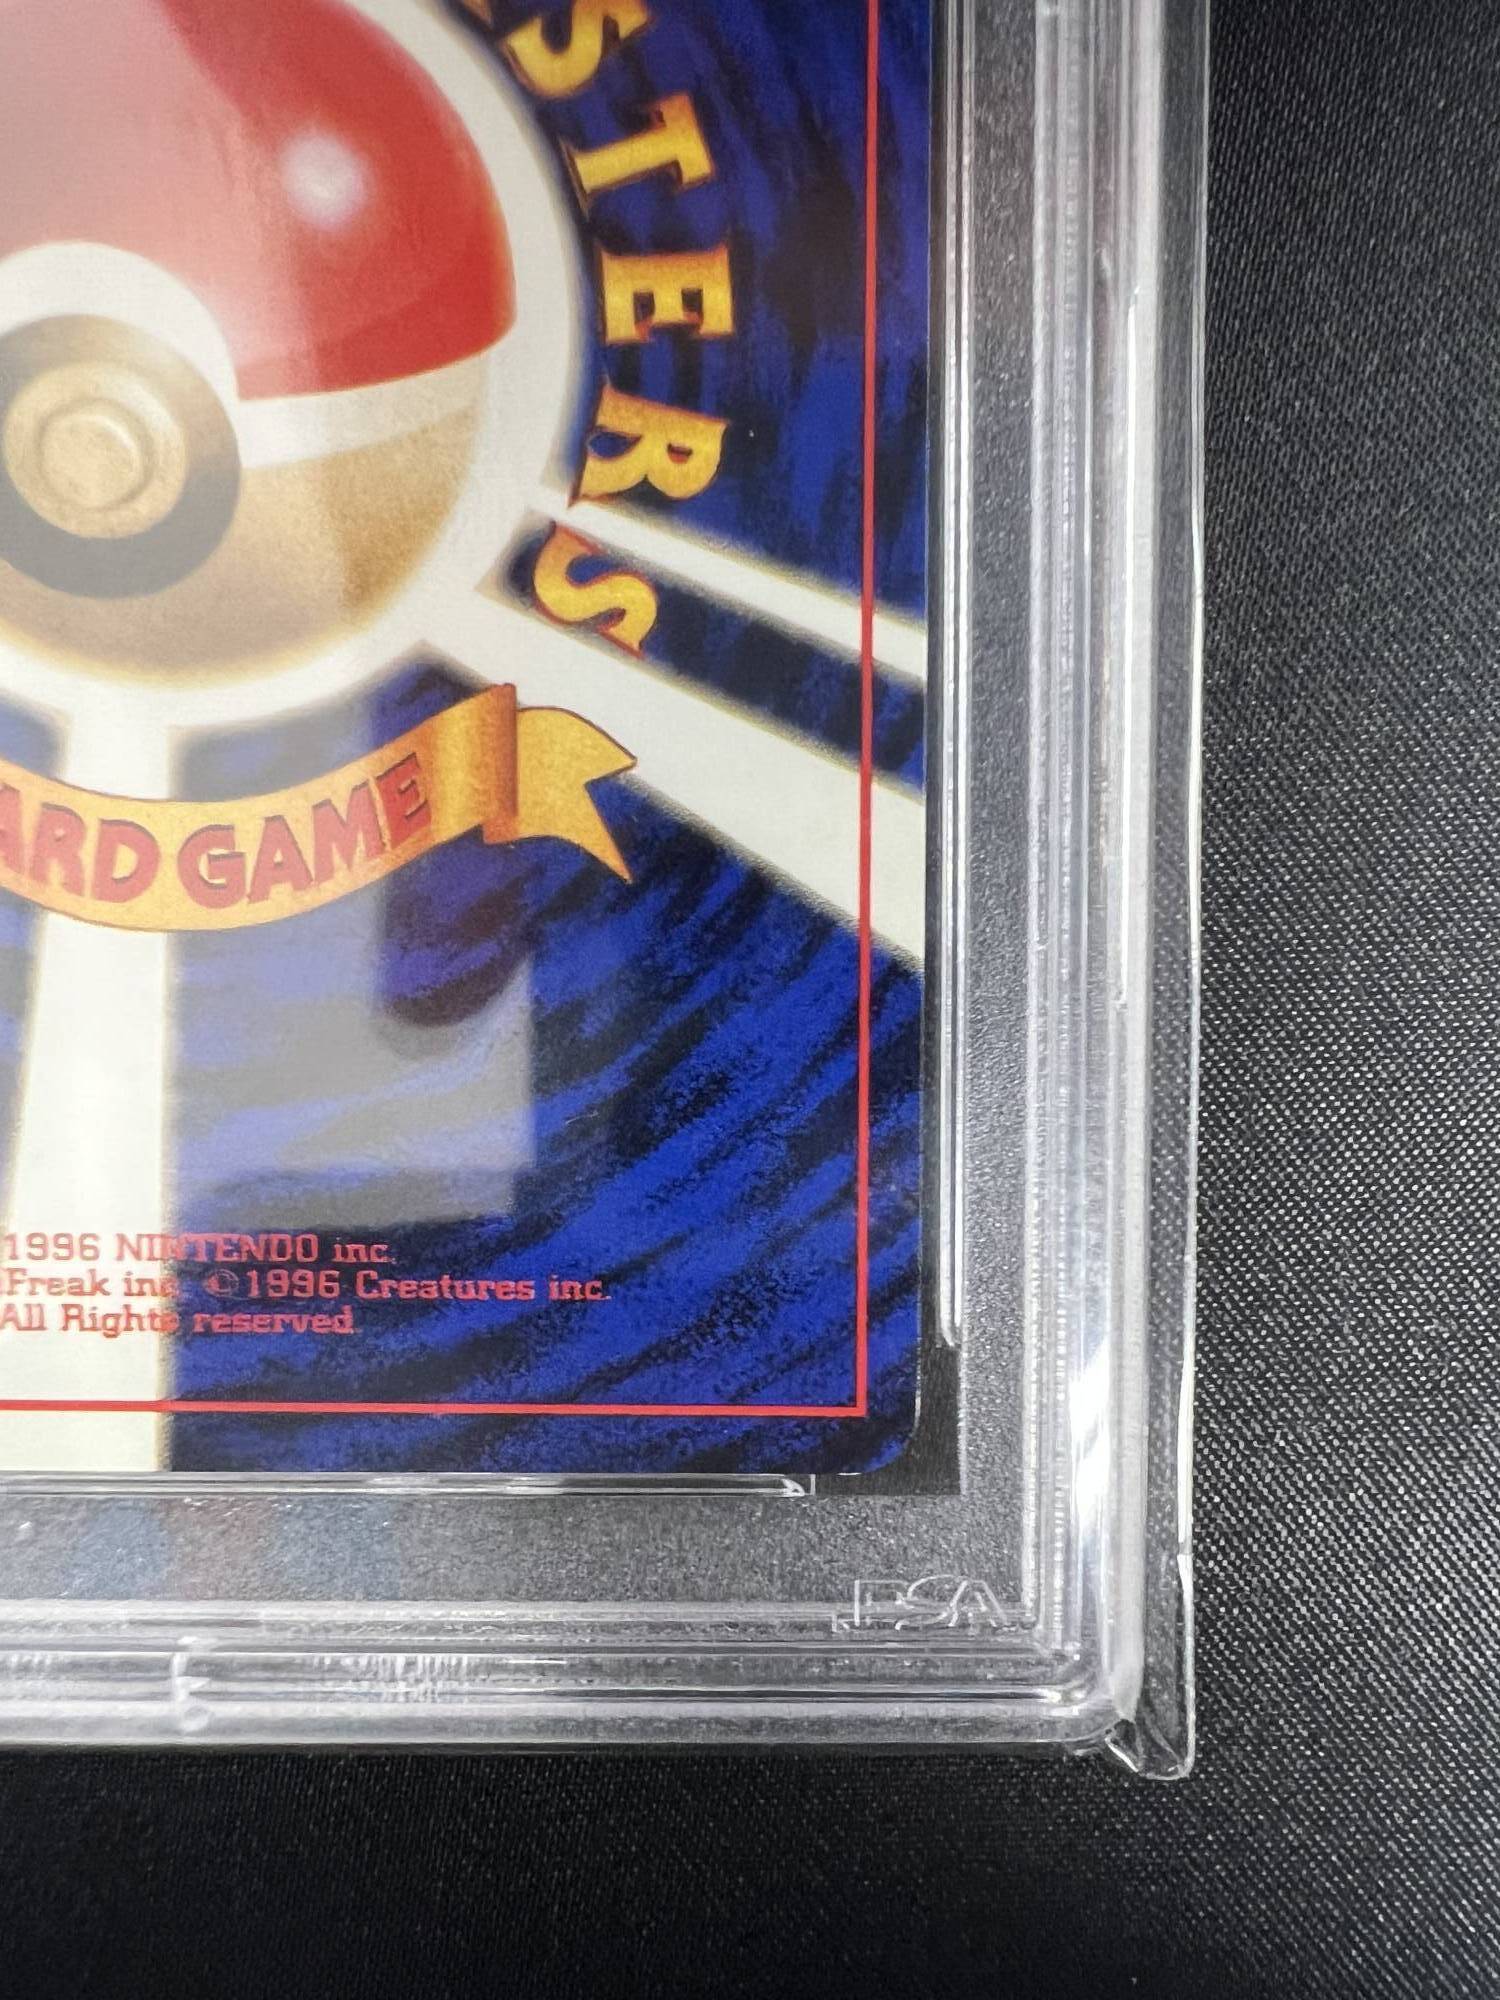 STERS
ARD GAME
1996 NINTENDO inc.
Freak inc. ©1996 Creatures inc.
All Rights reserved.
PSA